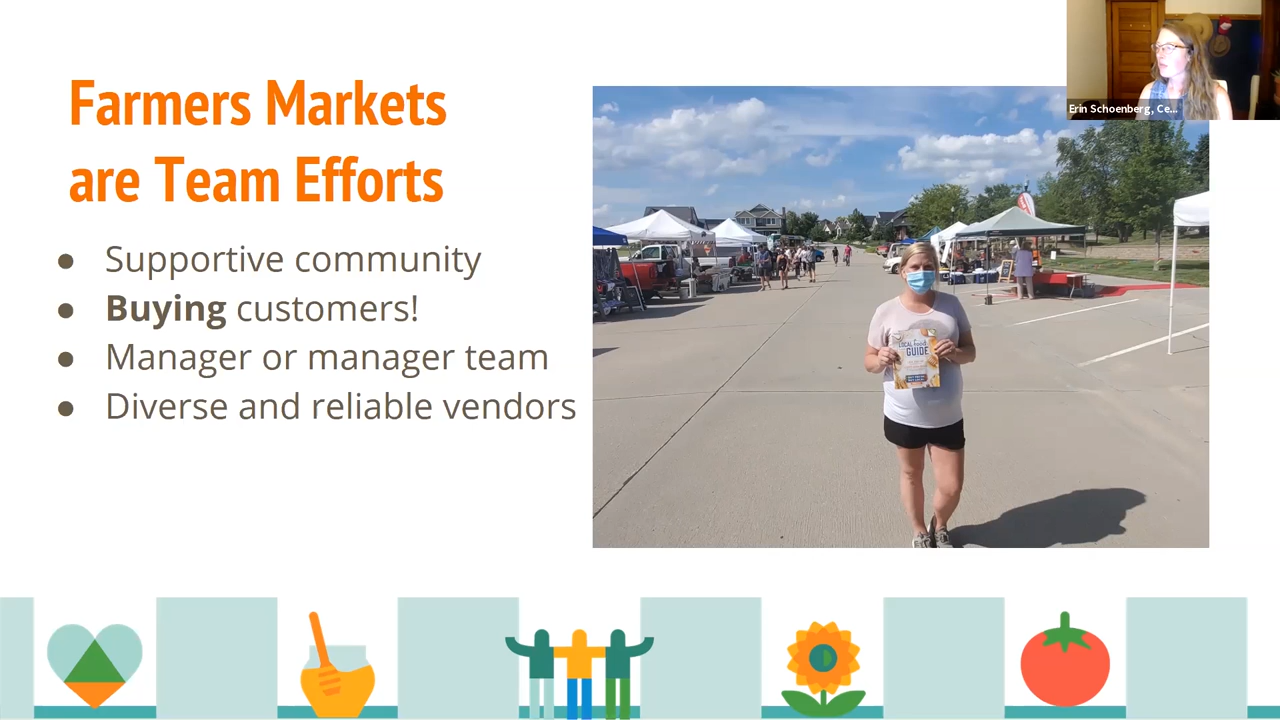 Farmers Markets
are Team Efforts
● Supportive community
● Buying customers!
● Manager or manager team
● Diverse and reliable vendors
LOCAL Food
GUIDE
Erin Schoenberg, Ce...